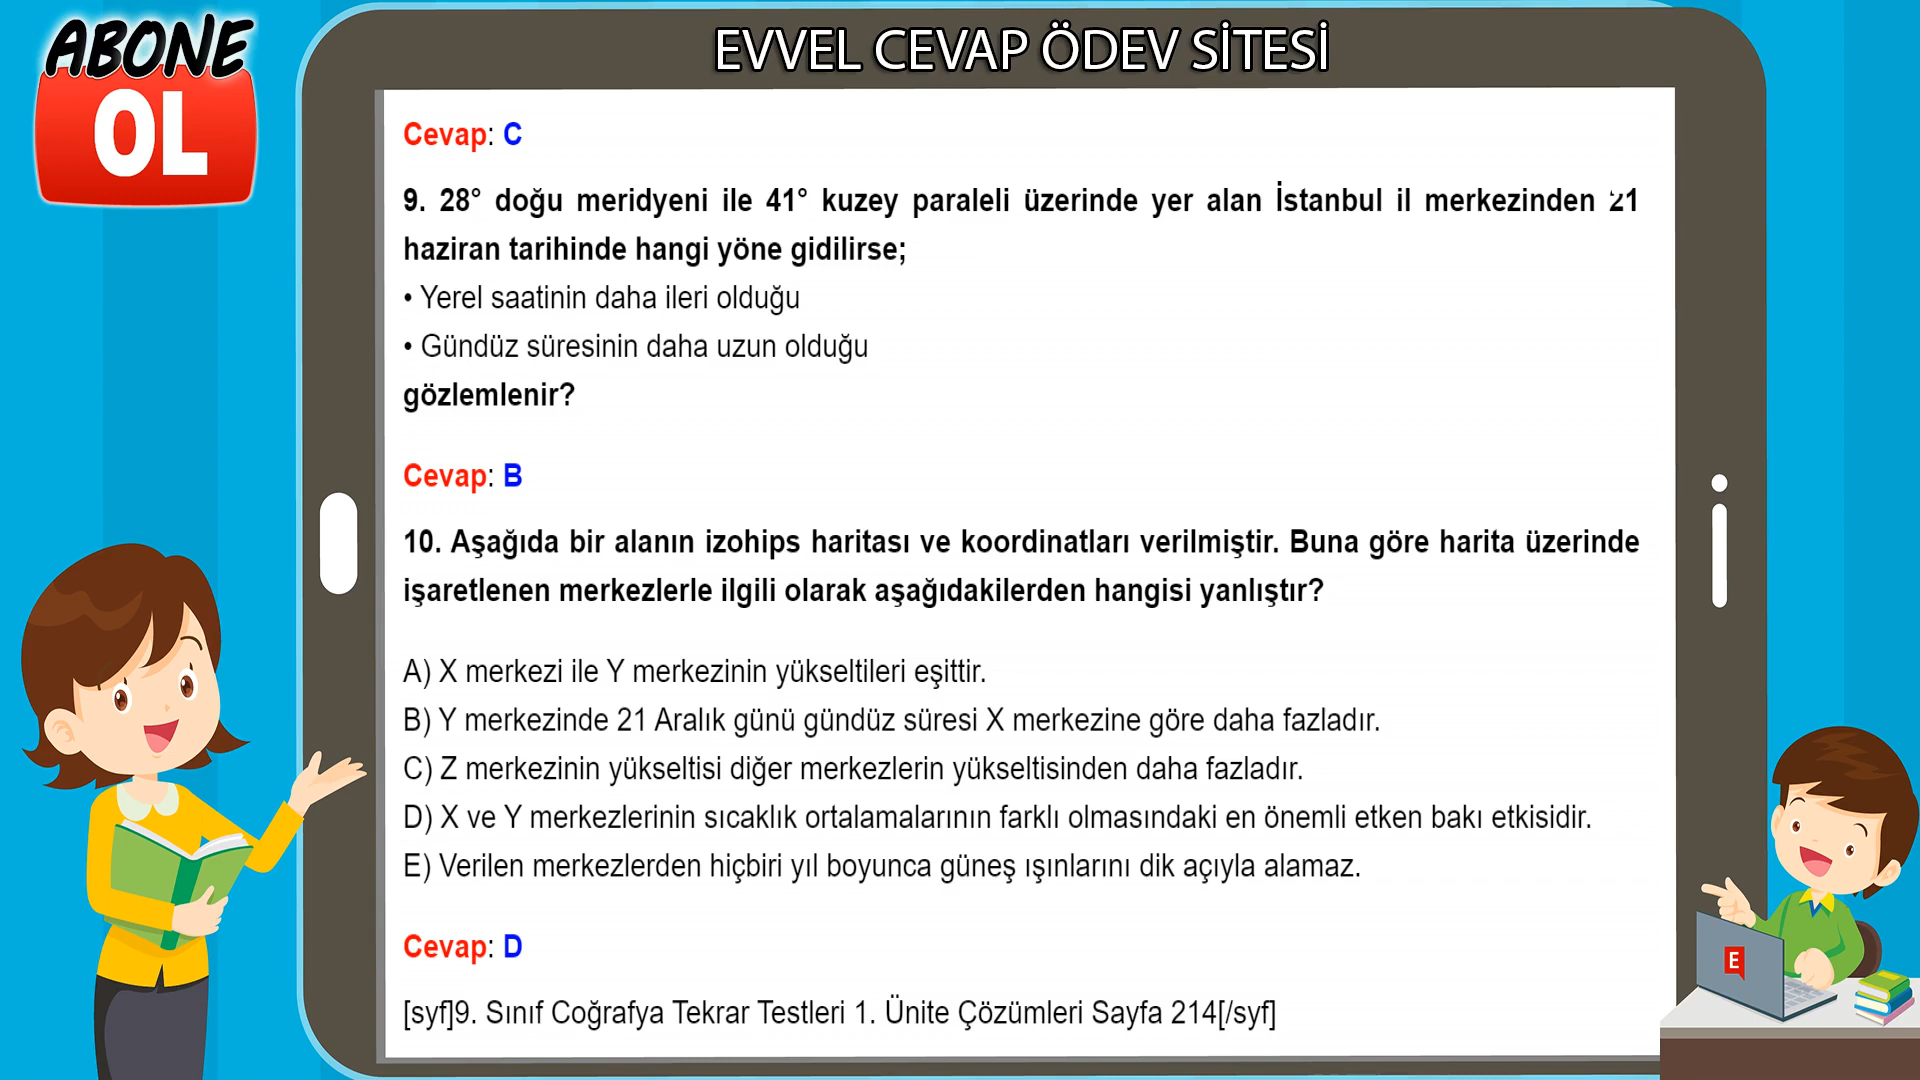 ABONE
OL
EVVEL CEVAP ÖDEV SİTESİ
Cevap: C
9. 28° doğu meridyeni ile 41° kuzey paraleli üzerinde yer alan İstanbul il merkezinden 21
haziran tarihinde hangi yöne gidilirse;
• Yerel saatinin daha ileri olduğu
• Gündüz süresinin daha uzun olduğu
gözlemlenir?
Cevap: B
10. Aşağıda bir alanın izohips haritası ve koordinatları verilmiştir. Buna göre harita üzerinde
işaretlenen merkezlerle ilgili olarak aşağıdakilerden hangisi yanlıştır?
A) X merkezi ile Y merkezinin yükseltileri eşittir.
B) Y merkezinde 21 Aralık günü gündüz süresi X merkezine göre daha fazladır.
C) Z merkezinin yükseltisi diğer merkezlerin yükseltisinden daha fazladır.
D) X ve Y merkezlerinin sıcaklık ortalamalarının farklı olmasındaki en önemli etken bakı etkisidir.
E) Verilen merkezlerden hiçbiri yıl boyunca güneş ışınlarını dik açıyla alamaz.
Cevap: D
[syf]9. Sınıf Coğrafya Tekrar Testleri 1. Ünite Çözümleri Sayfa 214[/syf]
E